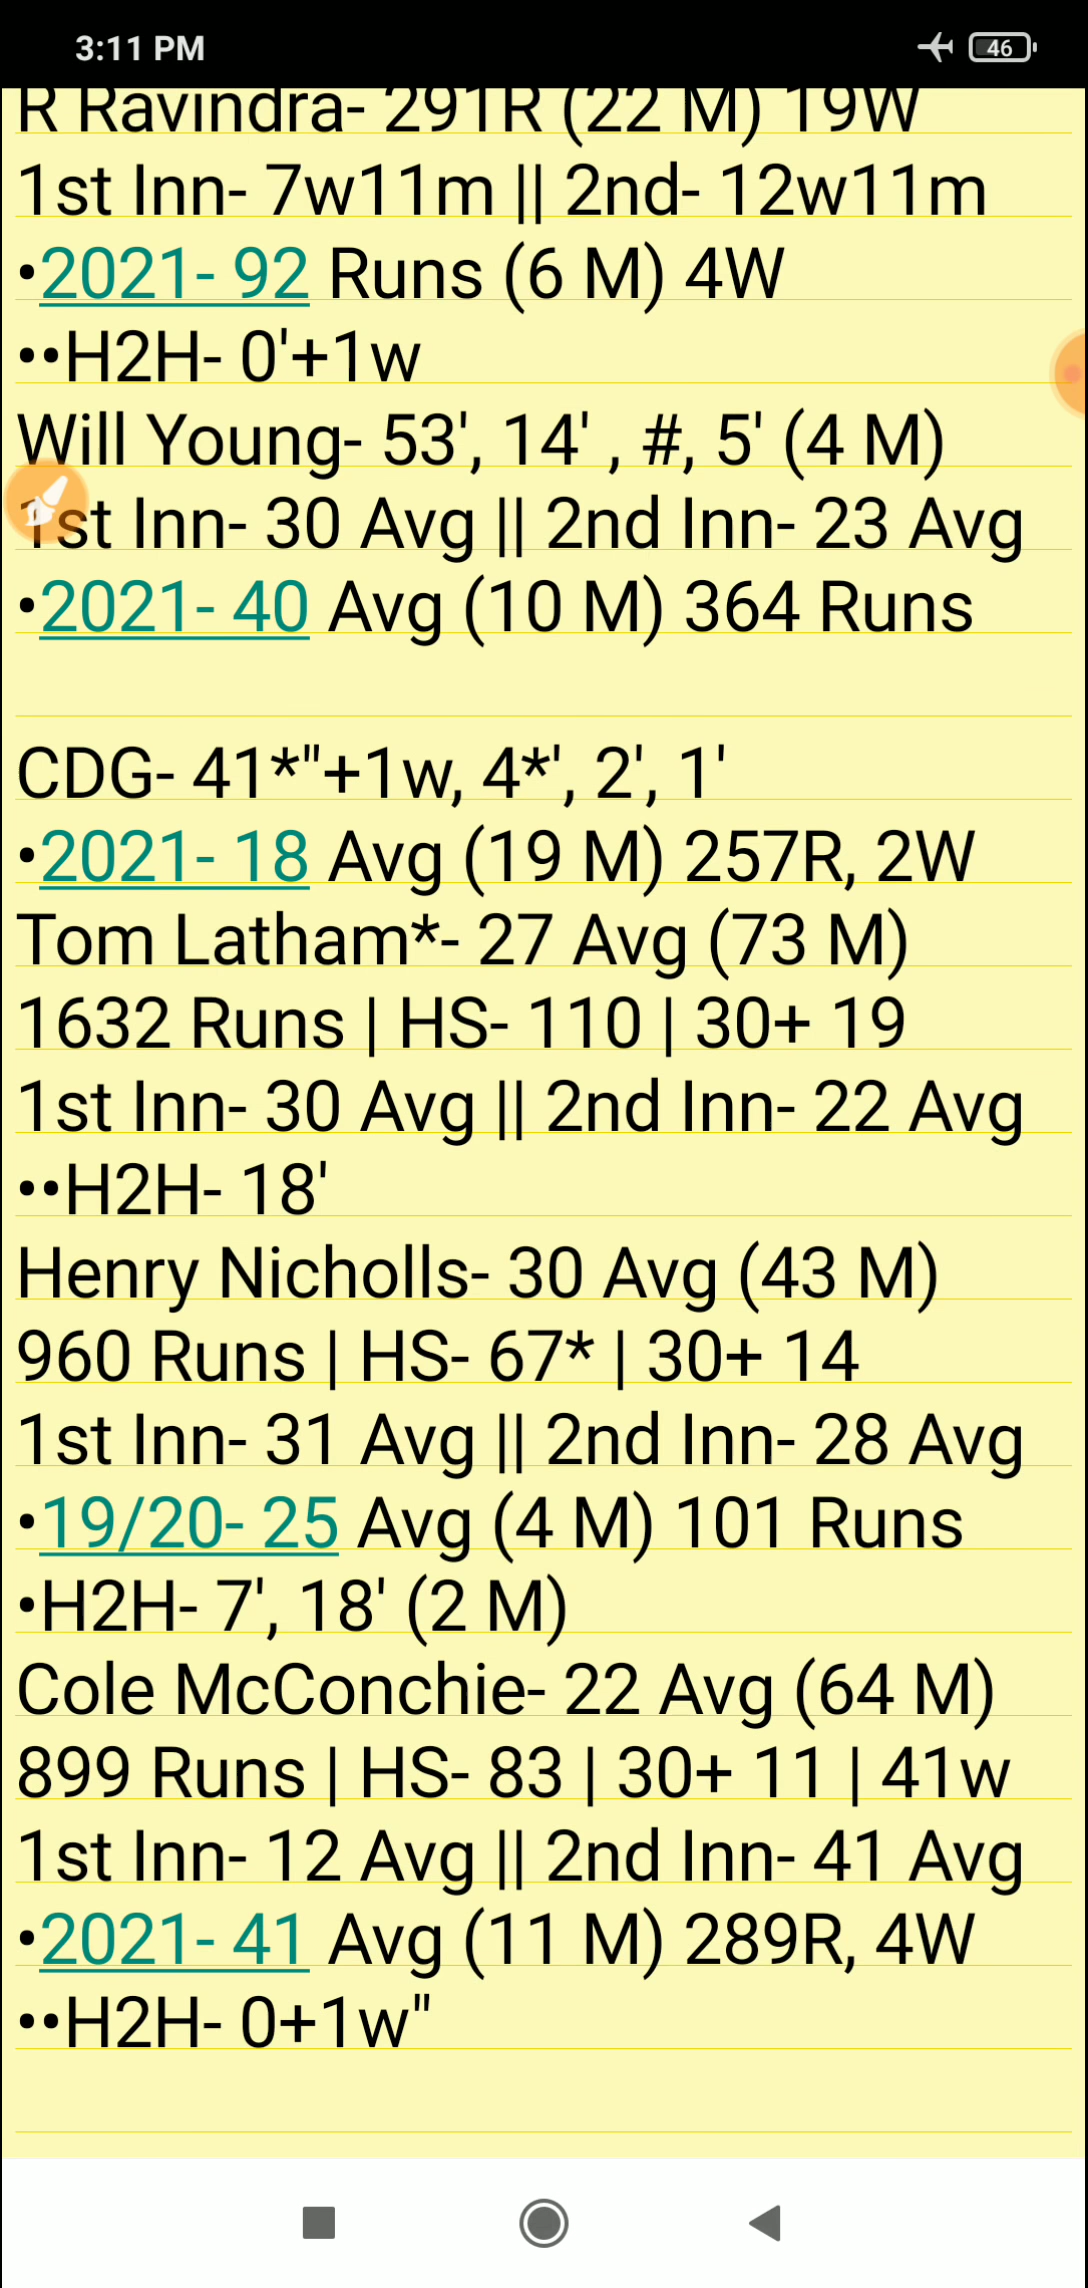 3:11 PM
46
R Ravindra- 291R (22 M) 19W
1st Inn- 7w11m || 2nd- 12w11m
•2021- 92 Runs (6 M) 4W
••H2H- 0'+1w
Will Young- 53', 14' , #, 5' (4 M)
1st Inn- 30 Avg || 2nd Inn- 23 Avg
•2021- 40 Avg (10 M) 364 Runs
CDG- 41*"+1w, 4*', 2', 1'
•2021- 18 Avg (19 M) 257R, 2W
Tom Latham*- 27 Avg (73 M)
1632 Runs | HS- 110 | 30+ 19
1st Inn- 30 Avg || 2nd Inn- 22 Avg
••H2H- 18'
Henry Nicholls- 30 Avg (43 M)
960 Runs | HS- 67* | 30+ 14
1st Inn- 31 Avg || 2nd Inn- 28 Avg
•19/20- 25 Avg (4 M) 101 Runs
•H2H- 7', 18' (2 M)
Cole McConchie- 22 Avg (64 M)
899 Runs | HS- 83 | 30+ 11 | 41w
1st Inn- 12 Avg || 2nd Inn- 41 Avg
•2021- 41 Avg (11 M) 289R, 4W
••H2H- 0+1w"